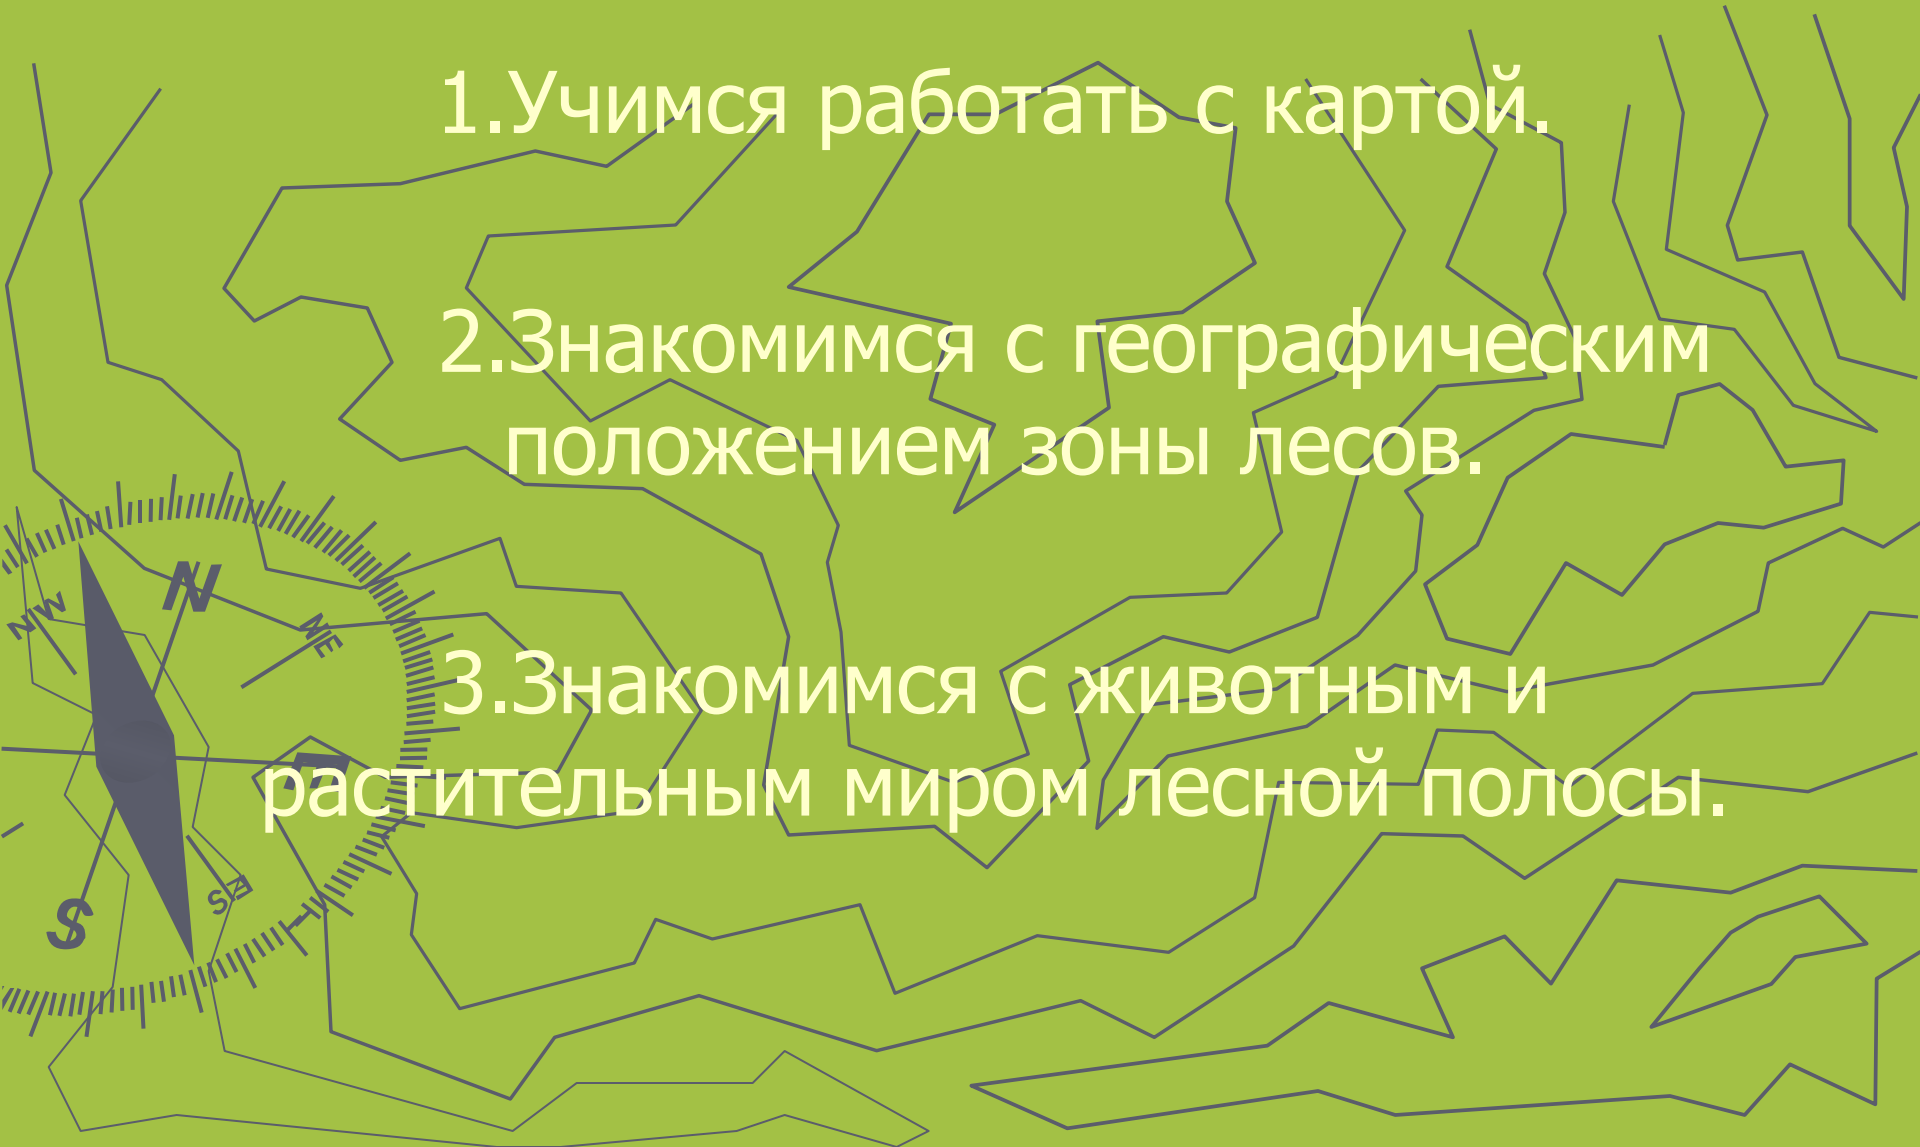 1.Учимся работать с картой.
2.Знакомимся с географическим
положением зоны лесов.
3.Знакомимся с животным и
растительным миром лесной полосы.
NW
N
NE
E
SE
S